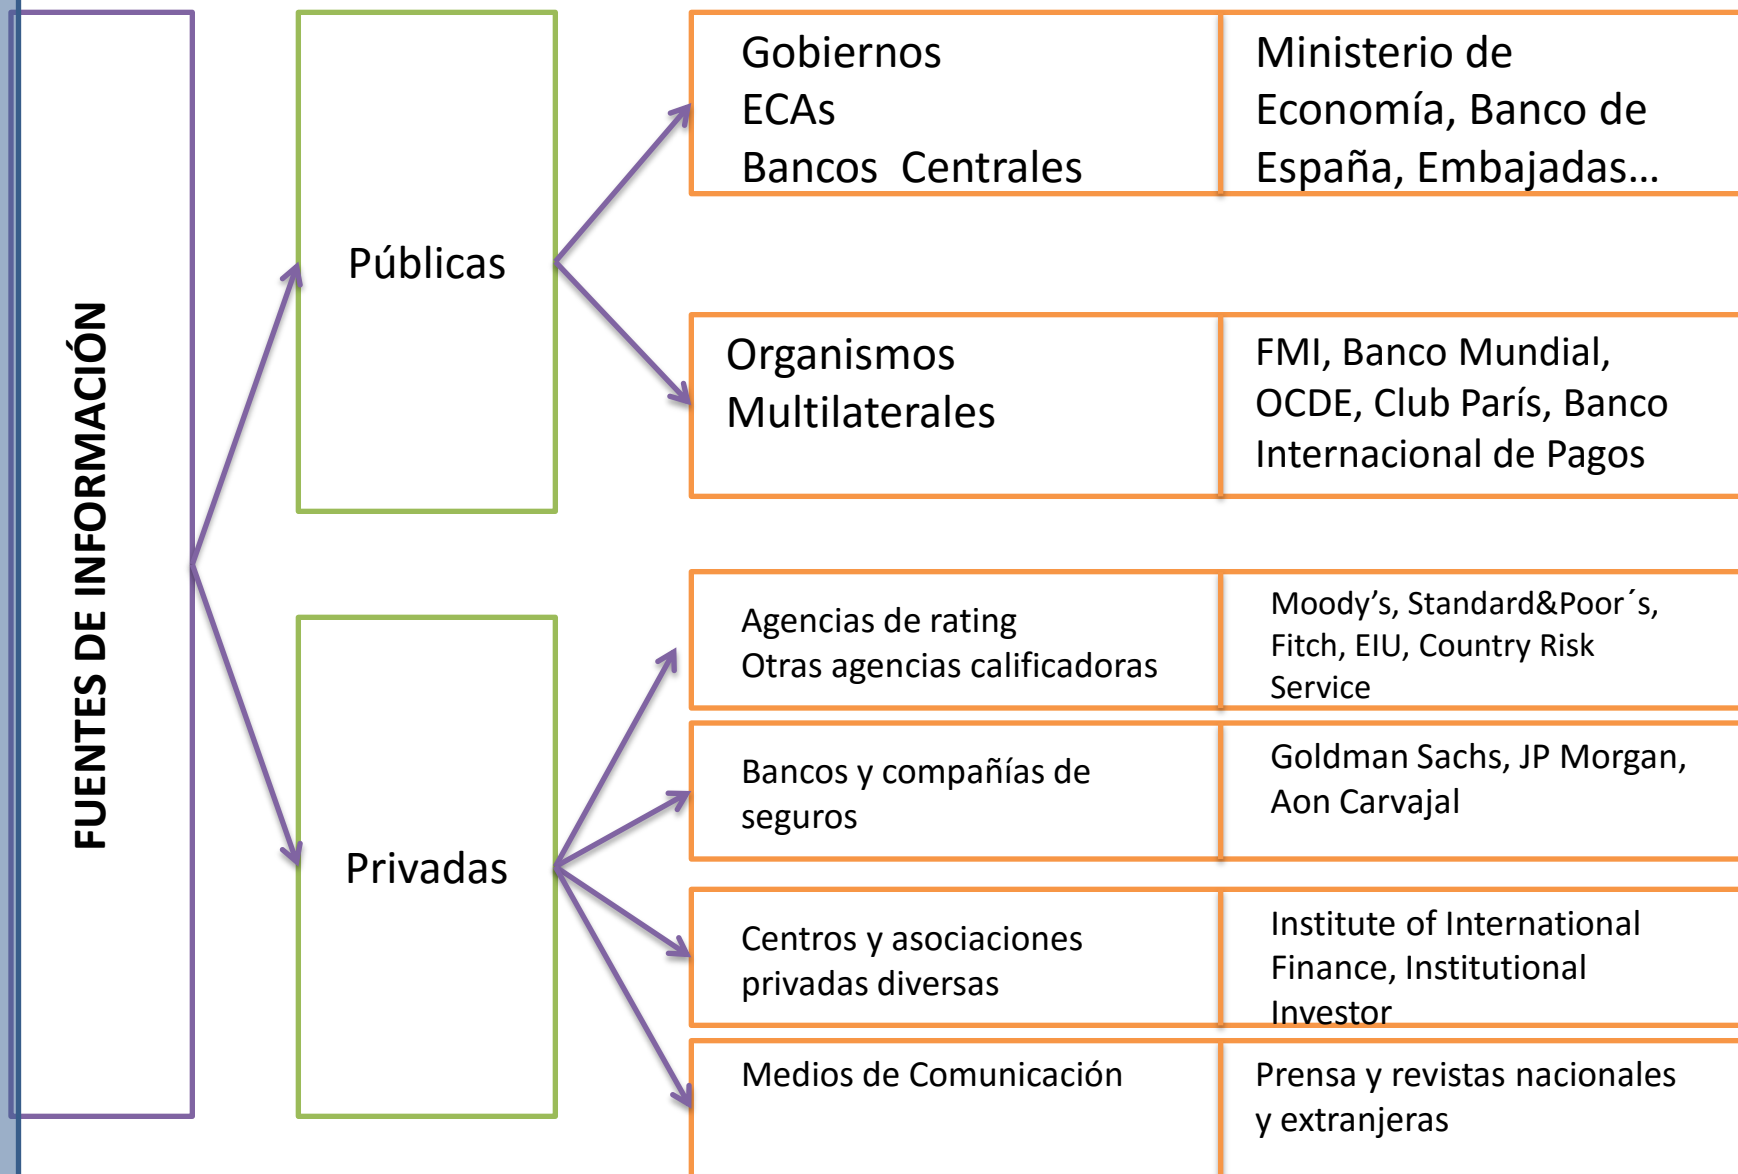 FUENTES DE INFORMACIÓN
Públicas
Gobiernos
ECAs
Bancos Centrales
Ministerio de
Economía, Banco de
España, Embajadas...
Organismos
Multilaterales
FMI, Banco Mundial,
OCDE, Club París, Banco
Internacional de Pagos
Privadas
Agencias de rating
Otras agencias calificadoras
Moody’s, Standard&Poor´s,
Fitch, EIU, Country Risk
Service
Bancos y compañías de
seguros
Goldman Sachs, JP Morgan,
Aon Carvajal
Centros y asociaciones
privadas diversas
Institute of International
Finance, Institutional
Investor
Medios de Comunicación
Prensa y revistas nacionales
y extranjeras